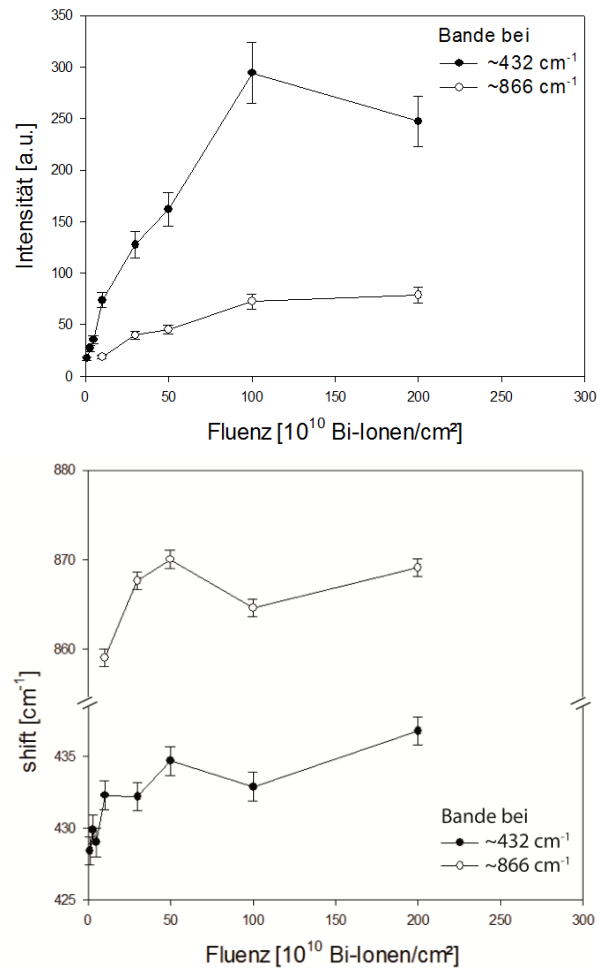 Bande bei
~432 cm⁻¹
~866 cm⁻¹
350
300
250
200
150
100
50
0
Intensität [a.u.]
0 50 100 150 200 300
Fluenz [10¹⁰ Bi-Ionen/cm²]
880
870
860
435
430
425
shift [cm⁻¹]
Bande bei
~432 cm⁻¹
~866 cm⁻¹
0 50 100 150 200 300
Fluenz [10¹⁰ Bi-Ionen/cm²]